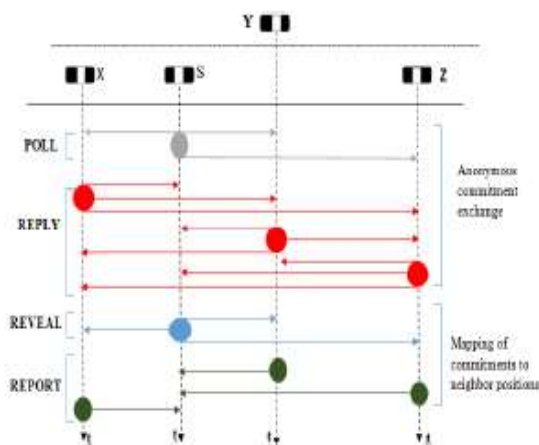 Y
X
S
Z
POLL
Anonymous
commitment
exchange
REPLY
REVEAL
Mapping of
commitments to
neighbor positions
REPORT
t
t
t
t